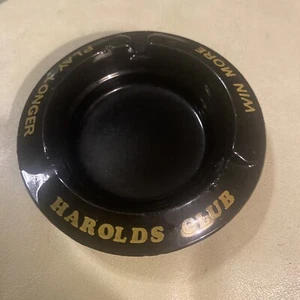 PLAY LONGER
WIN MORE
HAROLDS CLUB